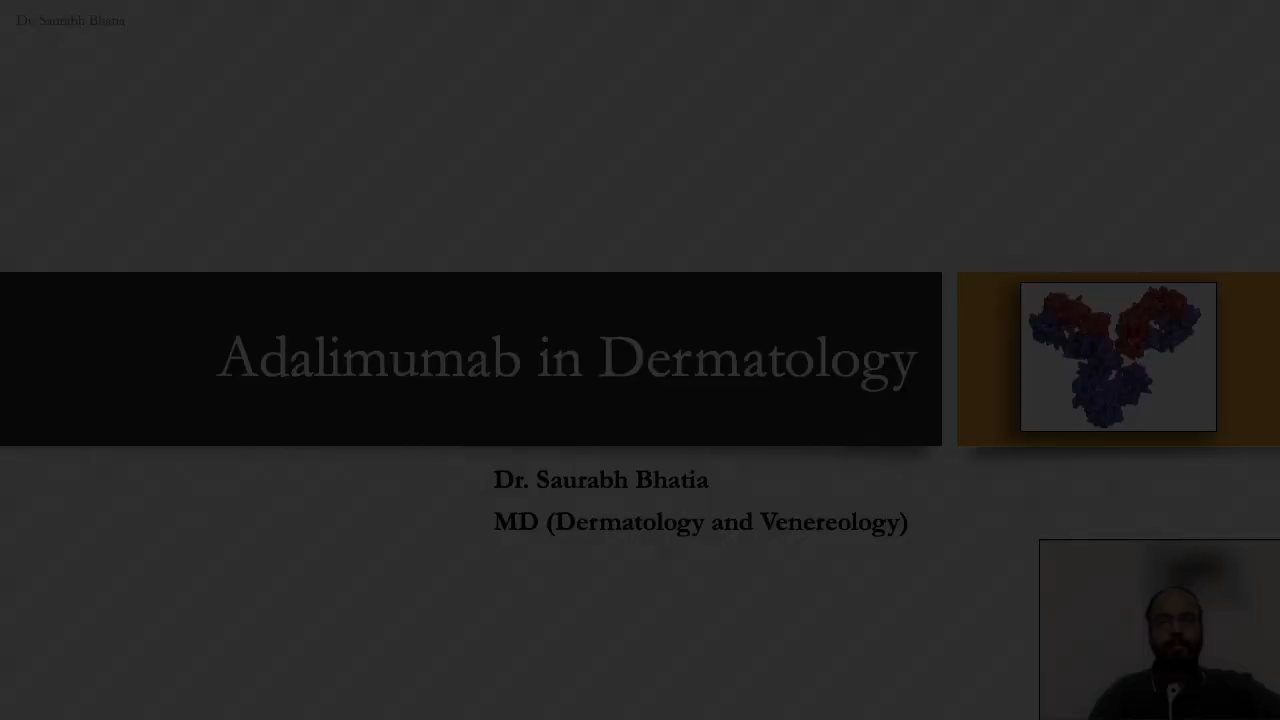 Dr. Saurabh Bhatia
Adalimumab in Dermatology
Dr. Saurabh Bhatia
MD (Dermatology and Venereology)